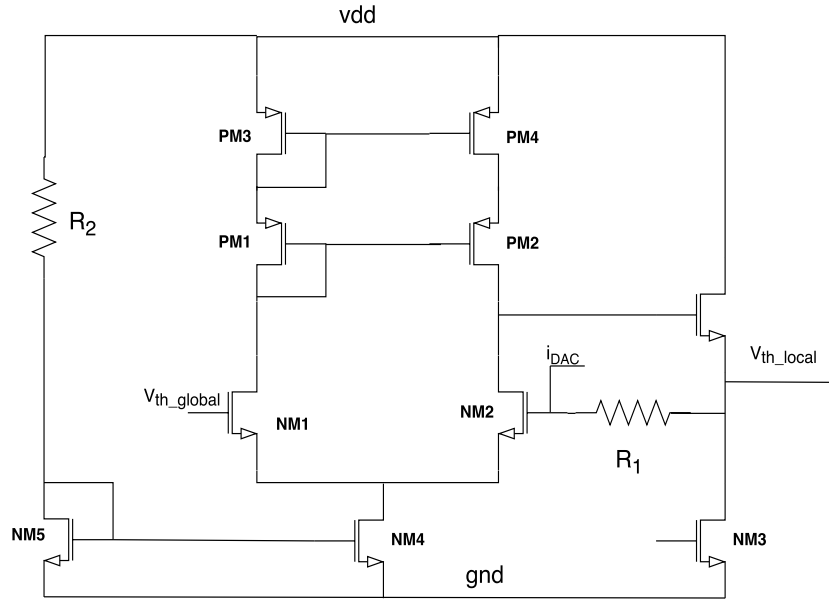 vdd
PM3
PM4
R2
PM1
PM2
iDAC
Vth_local
Vth_global
NM1
NM2
R1
NM5
NM4
NM3
gnd